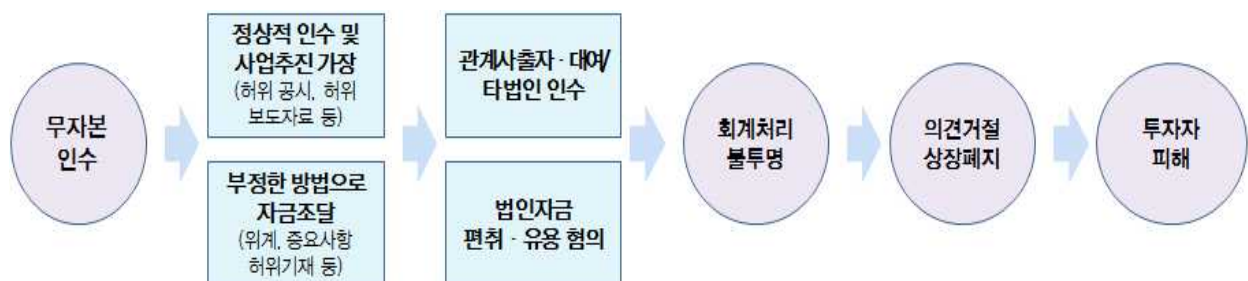 무자본
인수
정상적 인수 및
사업추진 가장
(허위 공시, 허위
보도자료 등)
부정한 방법으로
자금조달
(위계, 중요사항
허위기재 등)
관계사출자·대여/
타법인 인수
법인자금
편취·유용 혐의
회계처리
불투명
의견거절
상장폐지
투자자
피해